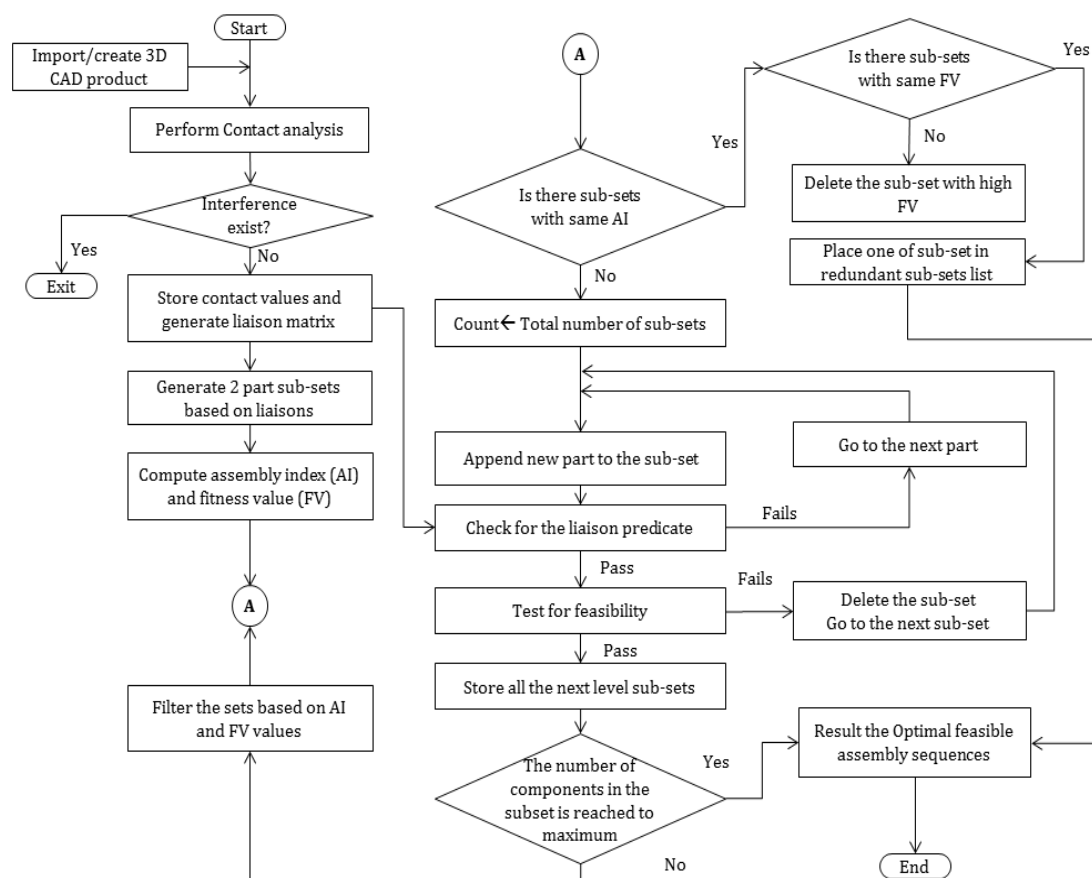 Start
Import/create 3D
CAD product
Perform Contact analysis
Interference
exist?
Yes
No
Exit
Store contact values and
generate liaison matrix
Generate 2 part sub-sets
based on liaisons
Compute assembly index (AI)
and fitness value (FV)
A
Filter the sets based on AI
and FV values
A
Is there sub-sets
with same AI
Yes
No
Is there sub-sets
with same FV
Yes
No
Delete the sub-set with high
FV
Place one of sub-set in
redundant sub-sets list
Count← Total number of sub-sets
Append new part to the sub-set
Go to the next part
Check for the liaison predicate
Fails
Pass
Test for feasibility
Fails
Delete the sub-set
Go to the next sub-set
Pass
Store all the next level sub-sets
The number of
components in the
subset is reached to
maximum
Yes
No
Result the Optimal feasible
assembly sequences
End